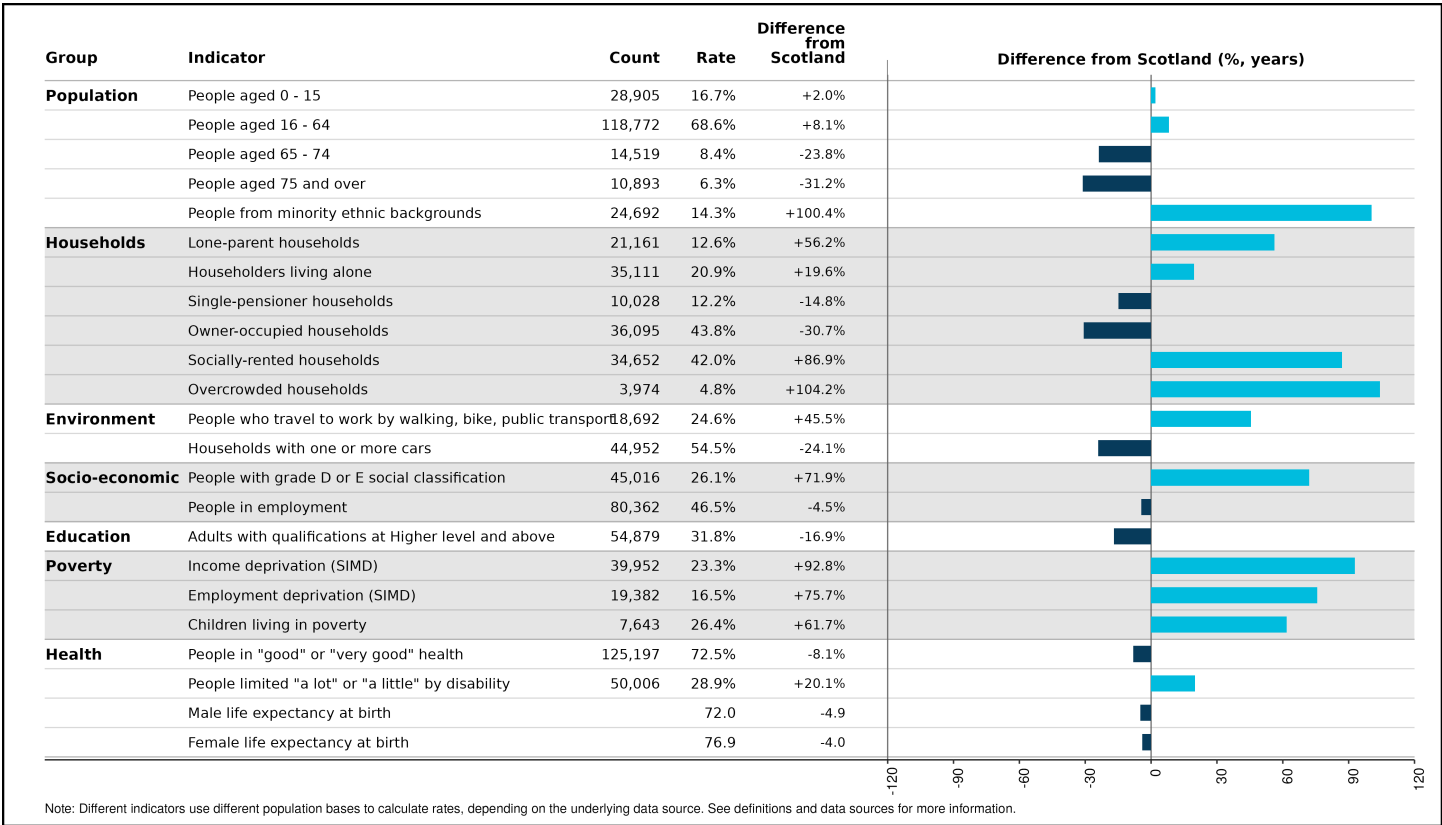 Group Indicator Count Rate Difference from Scotland Difference from Scotland (%, years)
Population People aged 0 - 15 28,905 16.7% +2.0%
People aged 16 - 64 118,772 68.6% +8.1%
People aged 65 - 74 14,519 8.4% -23.8%
People aged 75 and over 10,893 6.3% -31.2%
People from minority ethnic backgrounds 24,692 14.3% +100.4%
Households Lone-parent households 21,161 12.6% +56.2%
Householders living alone 35,111 20.9% +19.6%
Single-pensioner households 10,028 12.2% -14.8%
Owner-occupied households 36,095 43.8% -30.7%
Socially-rented households 34,652 42.0% +86.9%
Overcrowded households 3,974 4.8% +104.2%
Environment People who travel to work by walking, bike, public transport 18,692 24.6% +45.5%
Households with one or more cars 44,952 54.5% -24.1%
Socio-economic People with grade D or E social classification 45,016 26.1% +71.9%
People in employment 80,362 46.5% -4.5%
Education Adults with qualifications at Higher level and above 54,879 31.8% -16.9%
Poverty Income deprivation (SIMD) 39,952 23.3% +92.8%
Employment deprivation (SIMD) 19,382 16.5% +75.7%
Children living in poverty 7,643 26.4% +61.7%
Health People in "good" or "very good" health 125,197 72.5% -8.1%
People limited "a lot" or "a little" by disability 50,006 28.9% +20.1%
Male life expectancy at birth 72.0 -4.9
Female life expectancy at birth 76.9 -4.0
-120 -90 -60 -30 0 30 60 90 120
Note: Different indicators use different population bases to calculate rates, depending on the underlying data source. See definitions and data sources for more information.